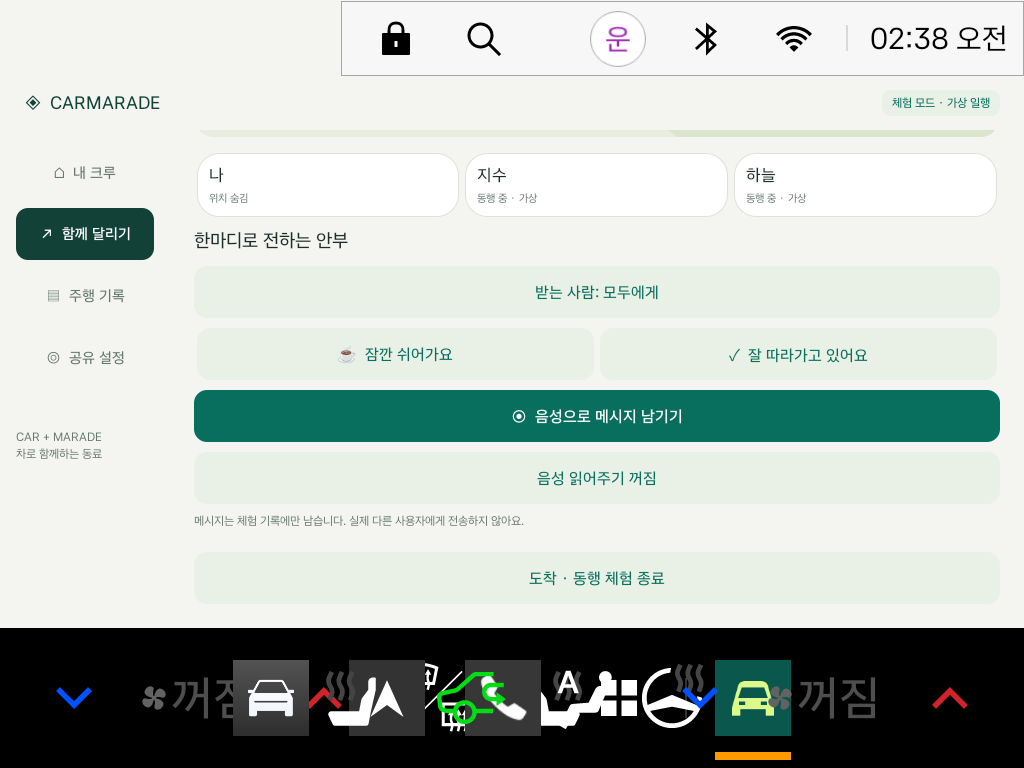 운
02:38 오전
CARMARADE
체험 모드 · 가상 일행
내 크루
함께 달리기
주행 기록
공유 설정
CAR + MARADE
차로 함께하는 동료
나
위치 숨김
지수
동행 중 · 가상
하늘
동행 중 · 가상
한마디로 전하는 안부
받는 사람: 모두에게
잠깐 쉬어가요
✓ 잘 따라가고 있어요
음성으로 메시지 남기기
음성 읽어주기 꺼짐
메시지는 체험 기록에만 남습니다. 실제 다른 사용자에게 전송하지 않아요.
도착 · 동행 체험 종료
꺼짐
A
꺼짐